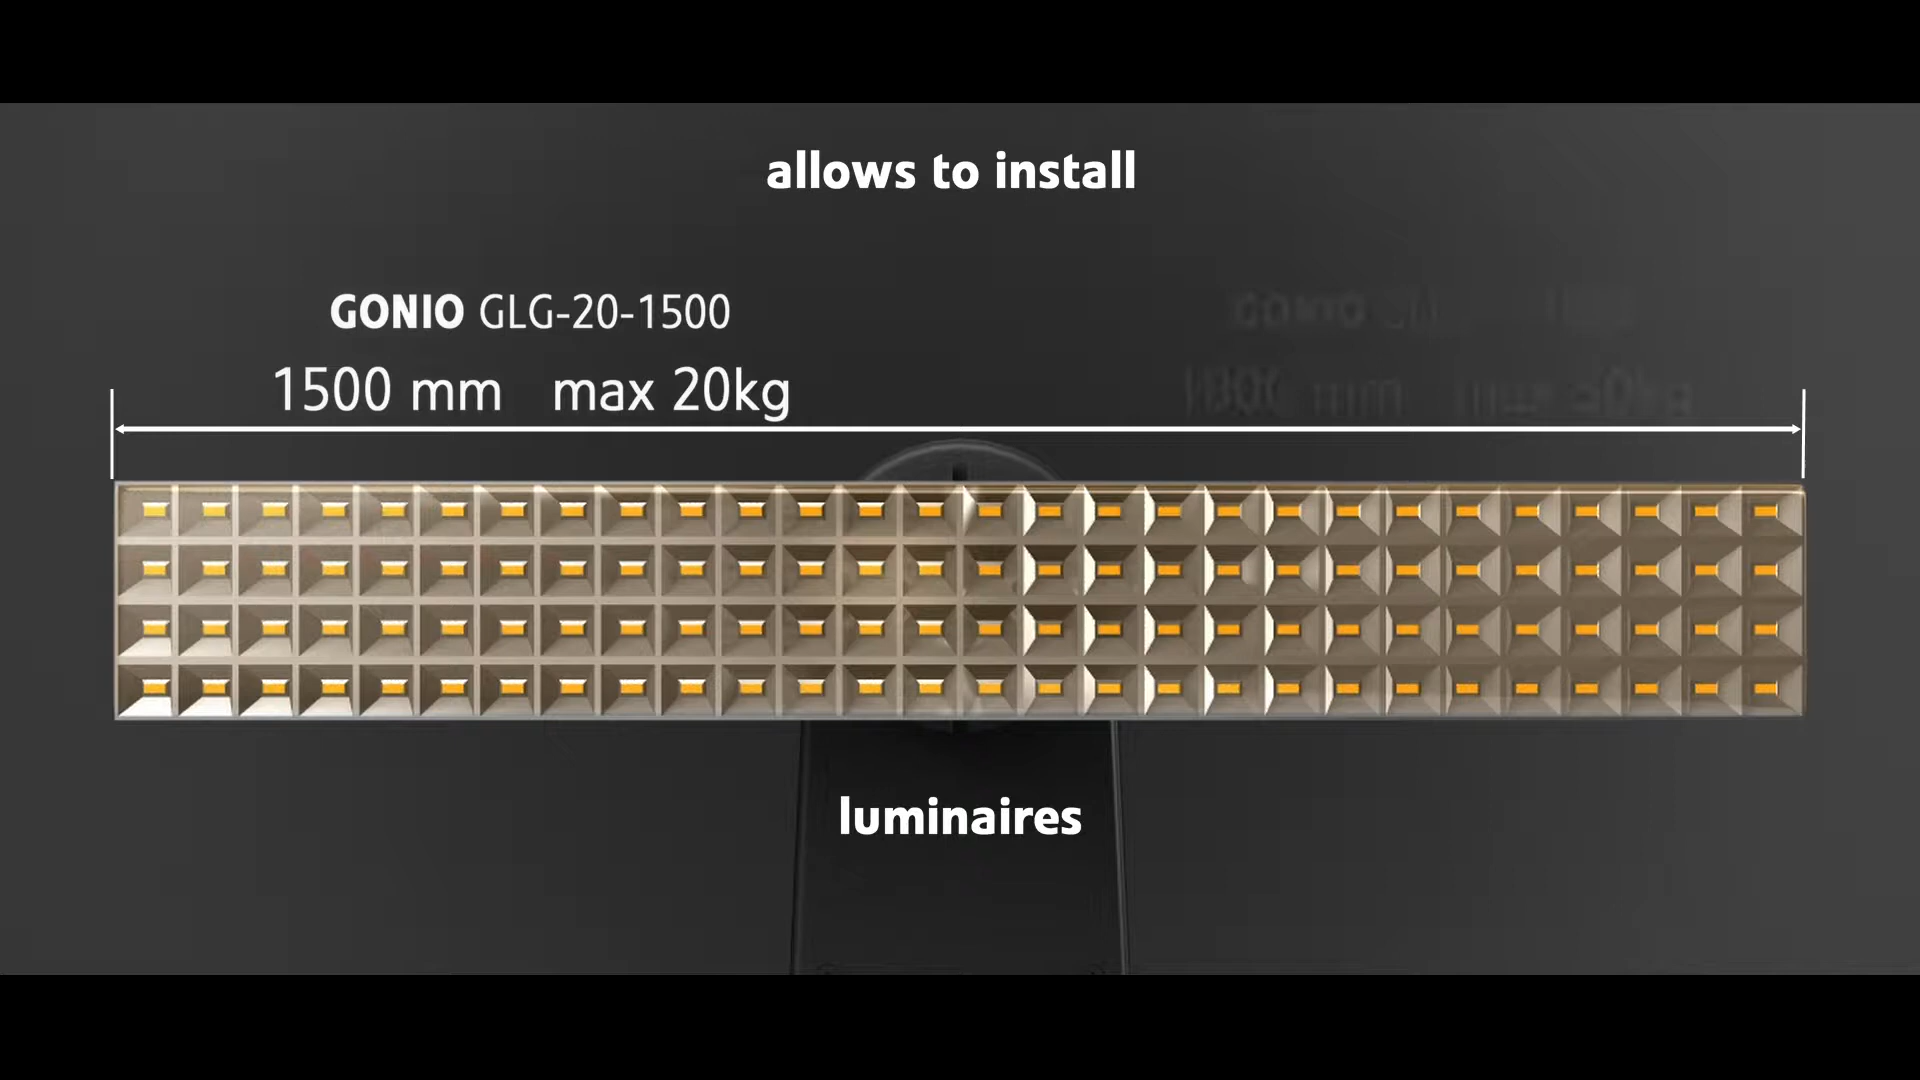 allows to install
GONIO GLG-20-1500
1500 mm max 20kg
luminaires